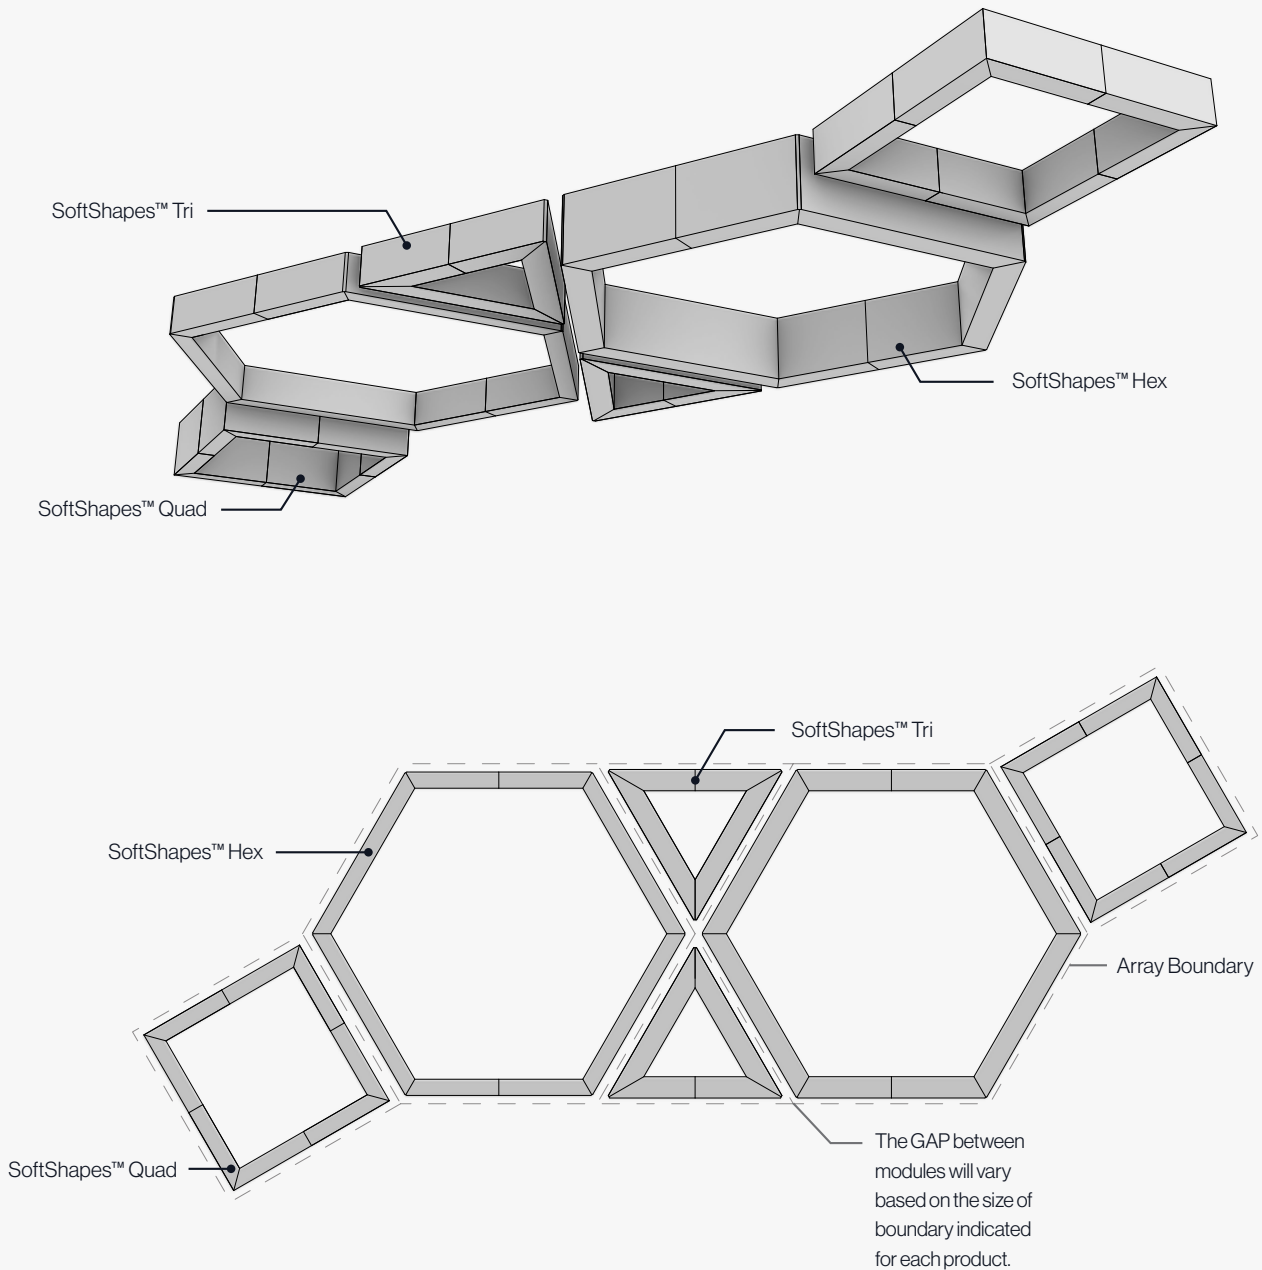 SoftShapes™ Tri
SoftShapes™ Hex
SoftShapes™ Quad
SoftShapes™ Tri
SoftShapes™ Hex
Array Boundary
SoftShapes™ Quad
The GAP between
modules will vary
based on the size of
boundary indicated
for each product.